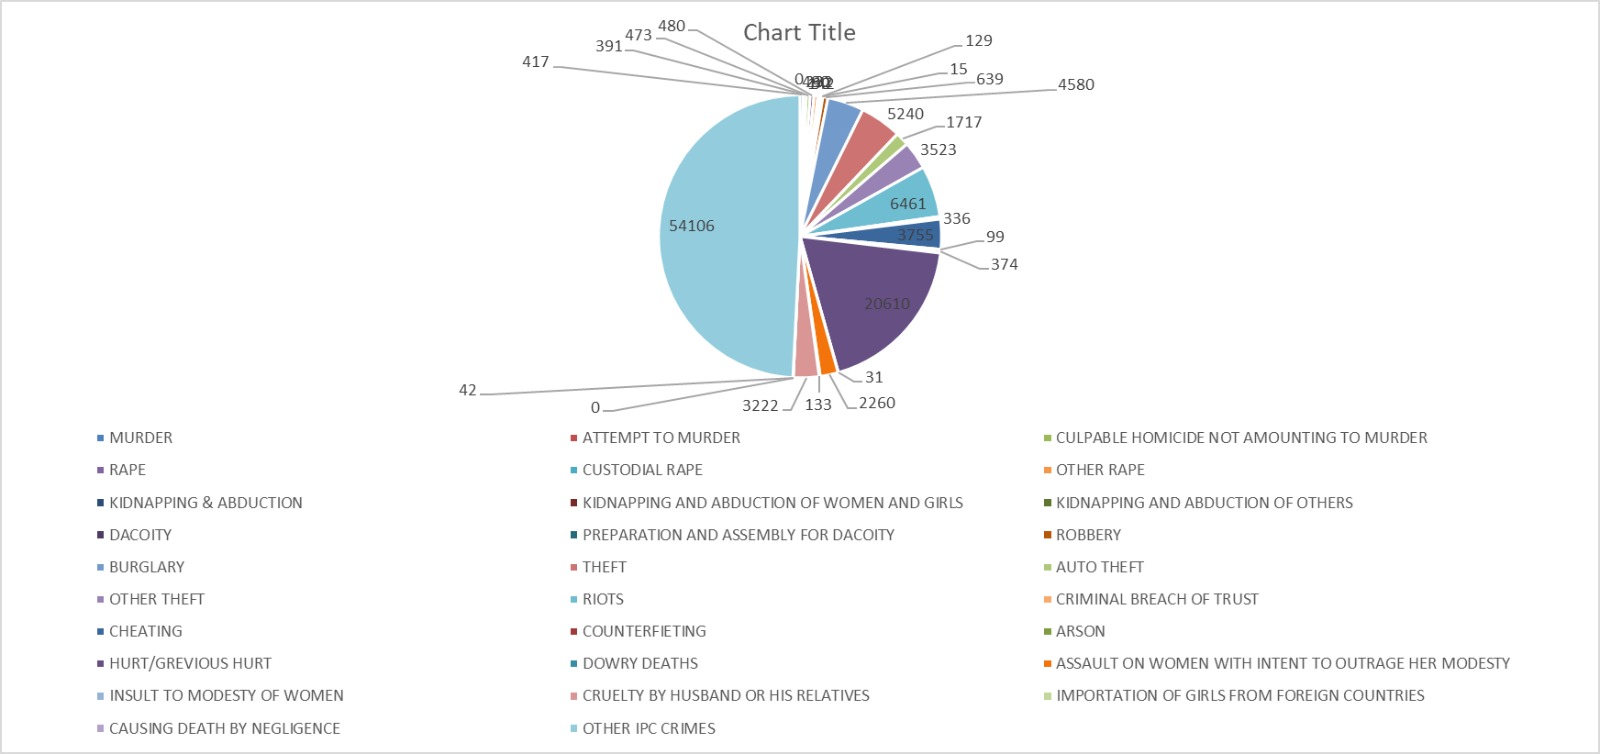 Chart Title
480
473
391
417
0
129
15
639
4580
5240
1717
3523
6461
336
3755
99
374
54106
20610
31
2260
133
3222
0
42
MURDER ATTEMPT TO MURDER CULPABLE HOMICIDE NOT AMOUNTING TO MURDER
RAPE CUSTODIAL RAPE OTHER RAPE
KIDNAPPING & ABDUCTION KIDNAPPING AND ABDUCTION OF WOMEN AND GIRLS KIDNAPPING AND ABDUCTION OF OTHERS
DACOITY PREPARATION AND ASSEMBLY FOR DACOITY ROBBERY
BURGLARY THEFT AUTO THEFT
OTHER THEFT RIOTS CRIMINAL BREACH OF TRUST
CHEATING COUNTERFIETING ARSON
HURT/GREVIOUS HURT DOWRY DEATHS ASSAULT ON WOMEN WITH INTENT TO OUTRAGE HER MODESTY
INSULT TO MODESTY OF WOMEN CRUELTY BY HUSBAND OR HIS RELATIVES IMPORTATION OF GIRLS FROM FOREIGN COUNTRIES
CAUSING DEATH BY NEGLIGENCE OTHER IPC CRIMES